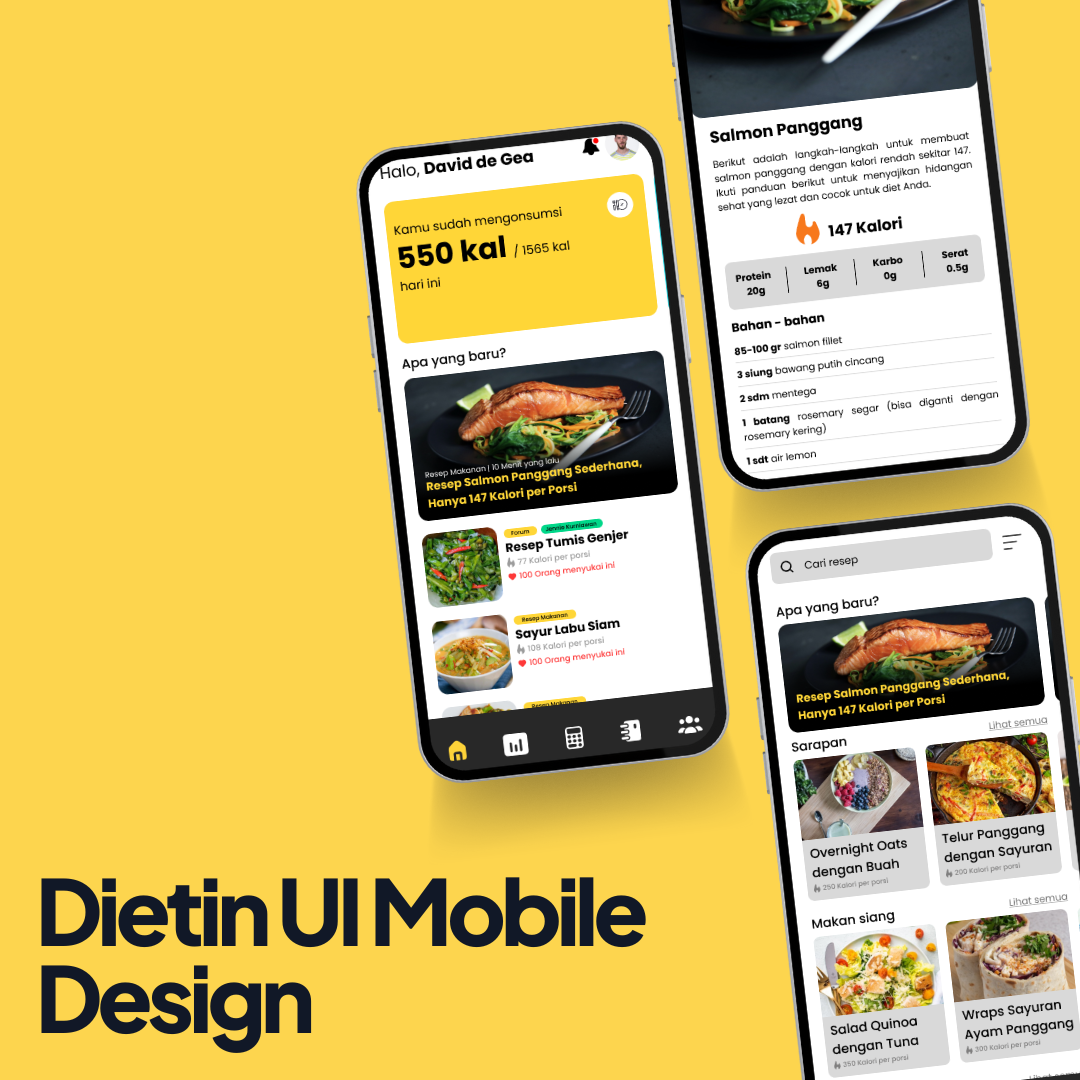 Halo, David de Gea
Kamu sudah mengonsumsi
550 kal / 1565 kal
hari ini
Apa yang baru?
Resep Makanan | 10 Menit yang lalu
Resep Salmon Panggang Sederhana,
Hanya 147 Kalori per Porsi
Forum Jennie Kurniawan
Resep Tumis Genjer
77 Kalori per porsi
100 Orang menyukai ini
Resep Makanan
Sayur Labu Siam
108 Kalori per porsi
100 Orang menyukai ini
Resep Makanan
Salmon Panggang
Berikut adalah langkah-langkah untuk membuat
salmon panggang dengan kalori rendah sekitar 147.
Ikuti panduan berikut untuk menyajikan hidangan
sehat yang lezat dan cocok untuk diet Anda.
147 Kalori
Protein Lemak Karbo Serat
20g 6g 0g 0.5g
Bahan - bahan
85-100 gr salmon fillet
3 siung bawang putih cincang
2 sdm mentega
1 batang rosemary segar (bisa diganti dengan
rosemary kering)
1 sdt air lemon
Cari resep
Apa yang baru?
Resep Salmon Panggang Sederhana,
Hanya 147 Kalori per Porsi
Sarapan Lihat semua
Overnight Oats
dengan Buah
250 Kalori per porsi
Telur Panggang
dengan Sayuran
200 Kalori per porsi
Makan siang Lihat semua
Salad Quinoa
dengan Tuna
350 Kalori per porsi
Wraps Sayuran
Ayam Panggang
300 Kalori per porsi
Dietin UI Mobile
Design